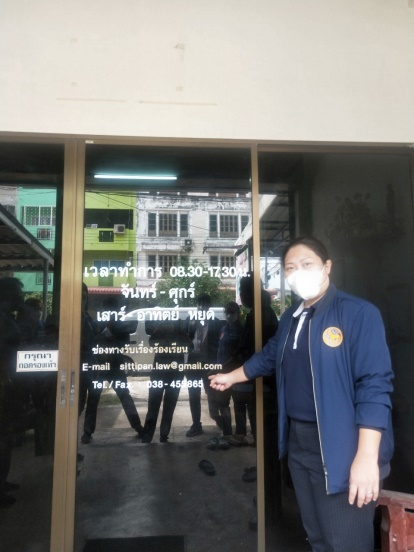 เวลาทำการ 08.30-17.30น.
จันทร์ - ศุกร์
เสาร์ - อาทิตย์ หยุด
ช่องทางรับเรื่องร้องเรียน
E-mail sittipan.law@gmail.com
Tel./Fax. - 038-453865
กรุณา
ถอดรองเท้า